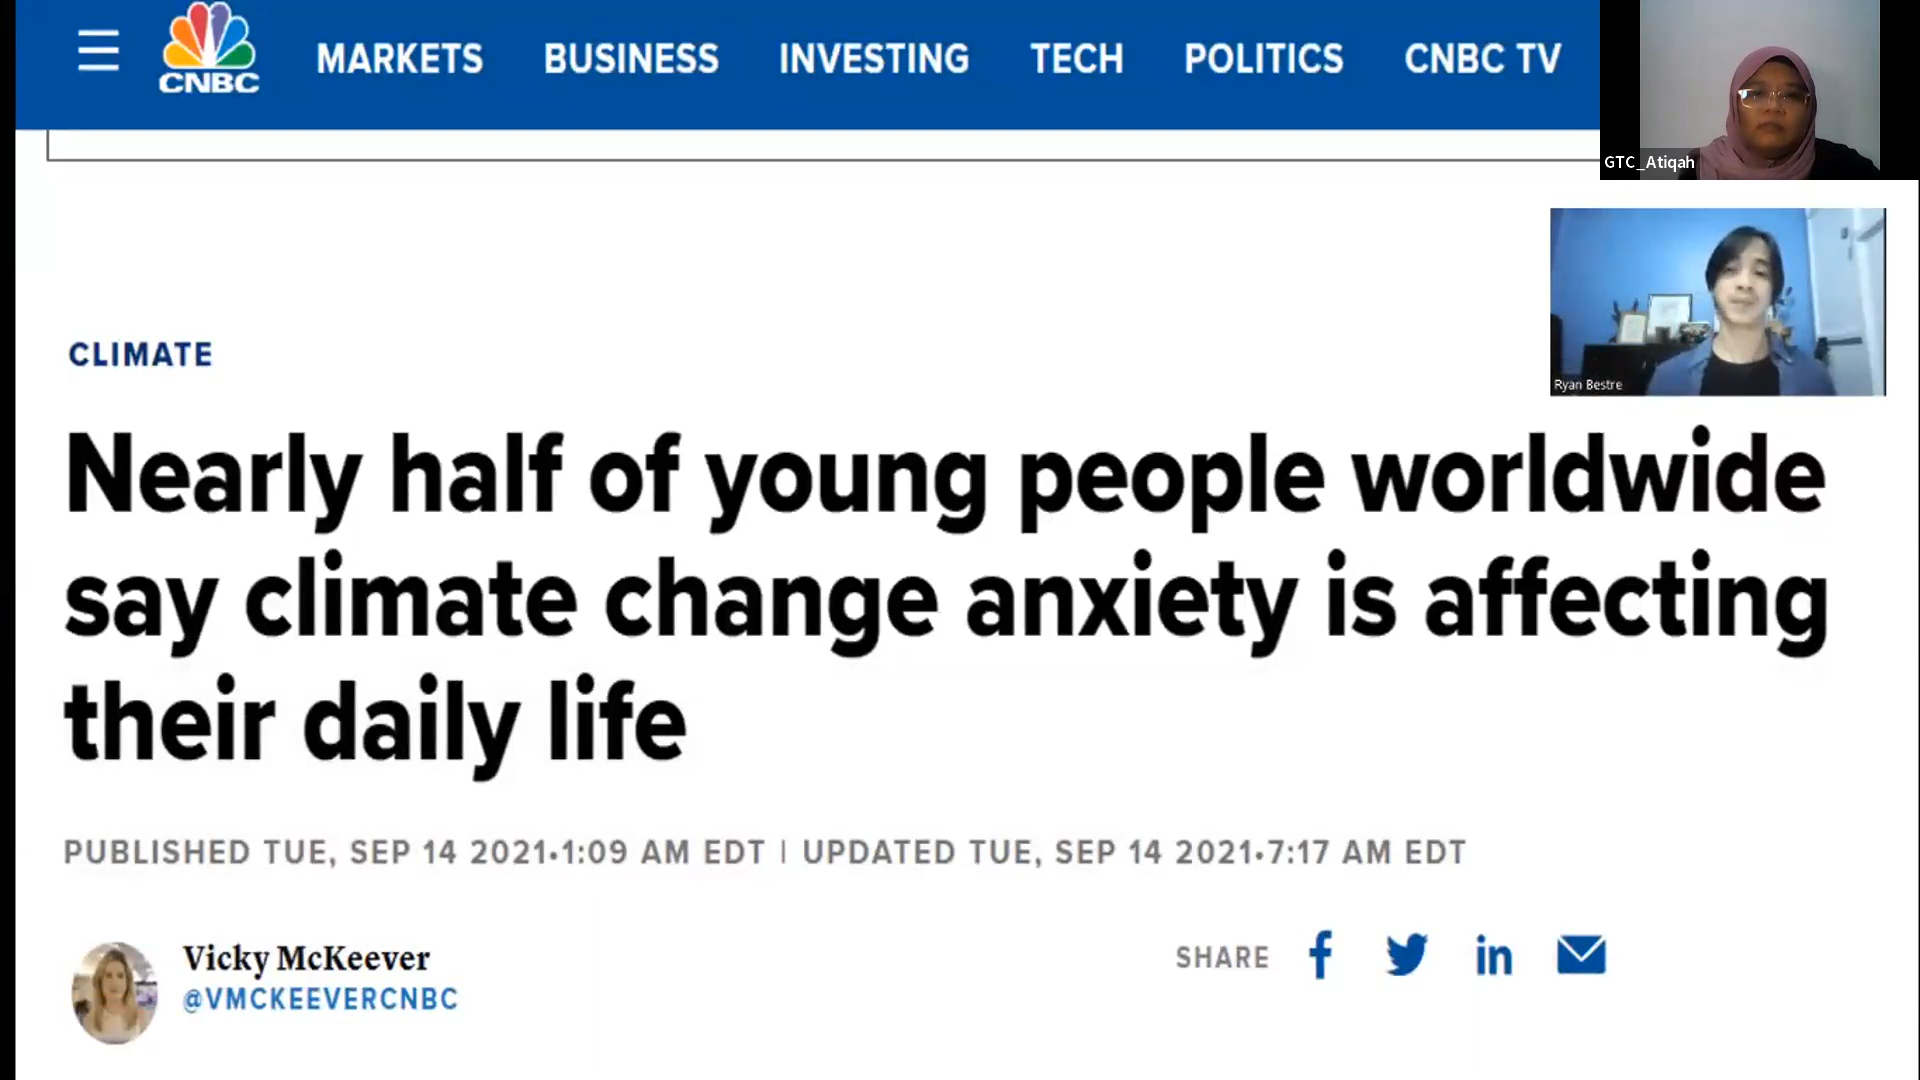 CNBC MARKETS BUSINESS INVESTING TECH POLITICS CNBC TV
GTC_Atiqah
Ryan Bestre
CLIMATE
Nearly half of young people worldwide
say climate change anxiety is affecting
their daily life
PUBLISHED TUE, SEP 14 2021•1:09 AM EDT | UPDATED TUE, SEP 14 2021•7:17 AM EDT
Vicky McKeever
@VMCKEEVERCNBC
SHARE f in